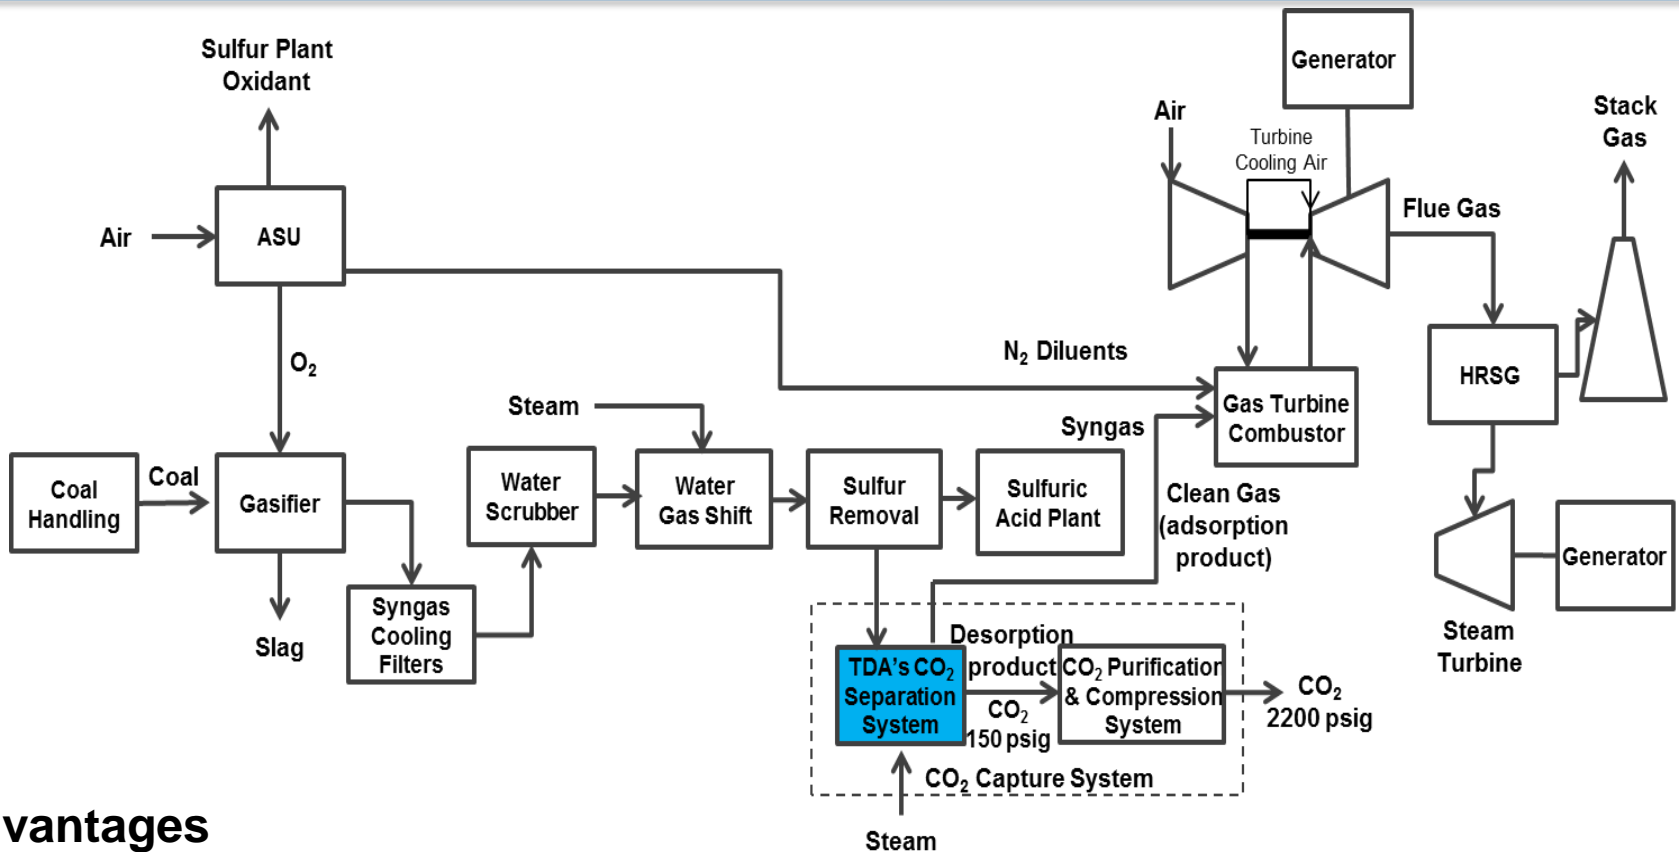 Sulfur Plant
Oxidant
Generator
Air
Stack
Gas
Turbine
Cooling Air
Air
ASU
Flue Gas
O₂
N₂ Diluents
HRSG
Steam
Syngas
Gas Turbine
Combustor
Coal
Handling
Coal
Gasifier
Water
Scrubber
Water
Gas Shift
Sulfur
Removal
Sulfuric
Acid Plant
Clean Gas
(adsorption
product)
Generator
Slag
Syngas
Cooling
Filters
Steam
Turbine
TDA's CO₂
Separation
System
Desorption
product
CO₂
150 psig
CO₂ Purification
& Compression
System
CO₂
2200 psig
CO₂ Capture System
Steam
vantages